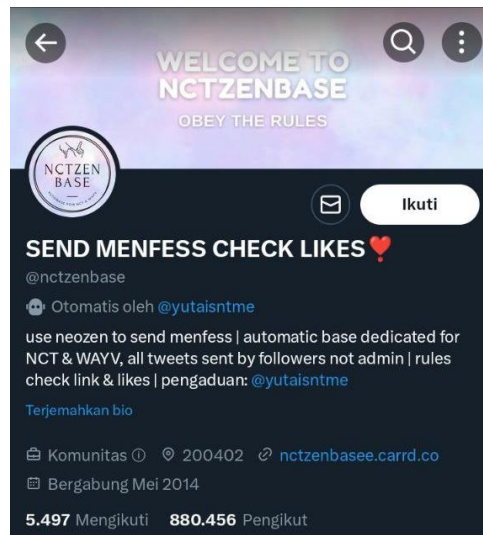 WELCOME TO
NCTZENBASE
OBEY THE RULES
NCTZEN
BASE
Ikuti
SEND MENFESS CHECK LIKES❣️
@nctzenbase
Otomatis oleh @yutaisntme
use neozen to send menfess | automatic base dedicated for
NCT & WAYV, all tweets sent by followers not admin | rules
check link & likes | pengaduan: @yutaisntme
Terjemahkan bio
Komunitas 200402 nctzenbasee.carrd.co
Bergabung Mei 2014
5.497 Mengikuti 880.456 Pengikut